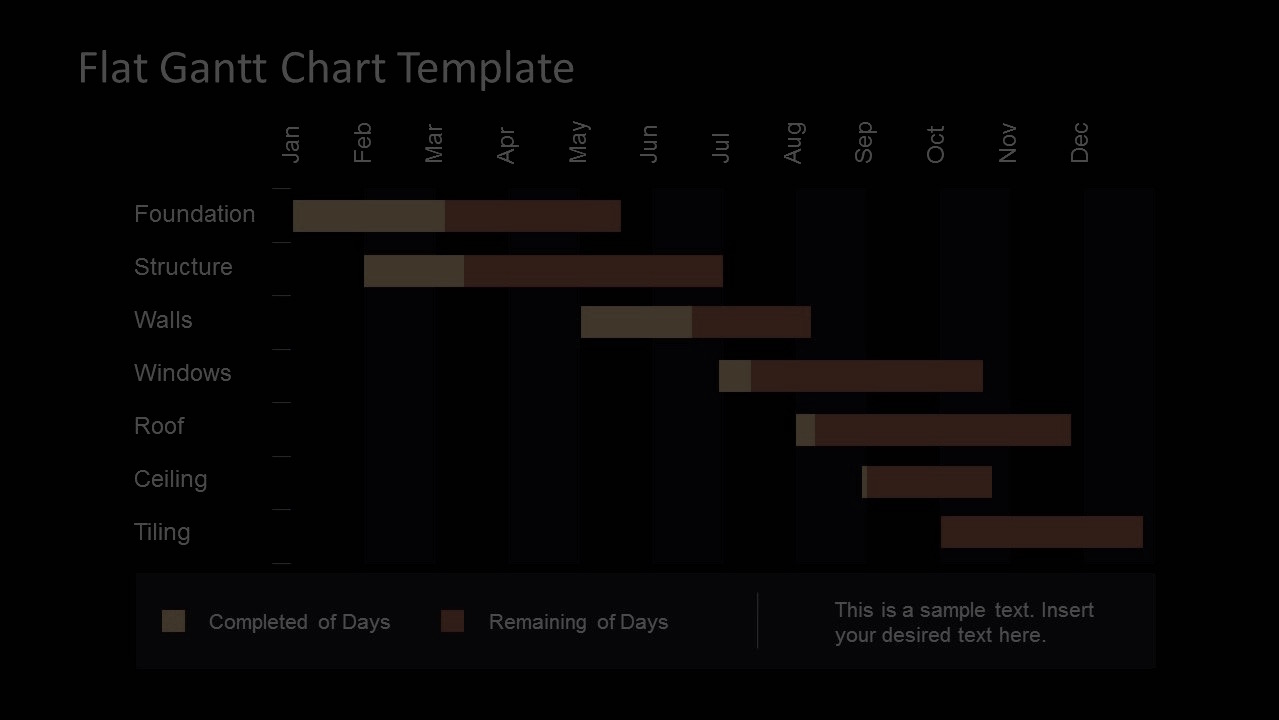 Flat Gantt Chart Template
Jan Feb Mar Apr May Jun Jul Aug Sep Oct Nov Dec
Foundation
Structure
Walls
Windows
Roof
Ceiling
Tiling
Completed of Days Remaining of Days
This is a sample text. Insert
your desired text here.